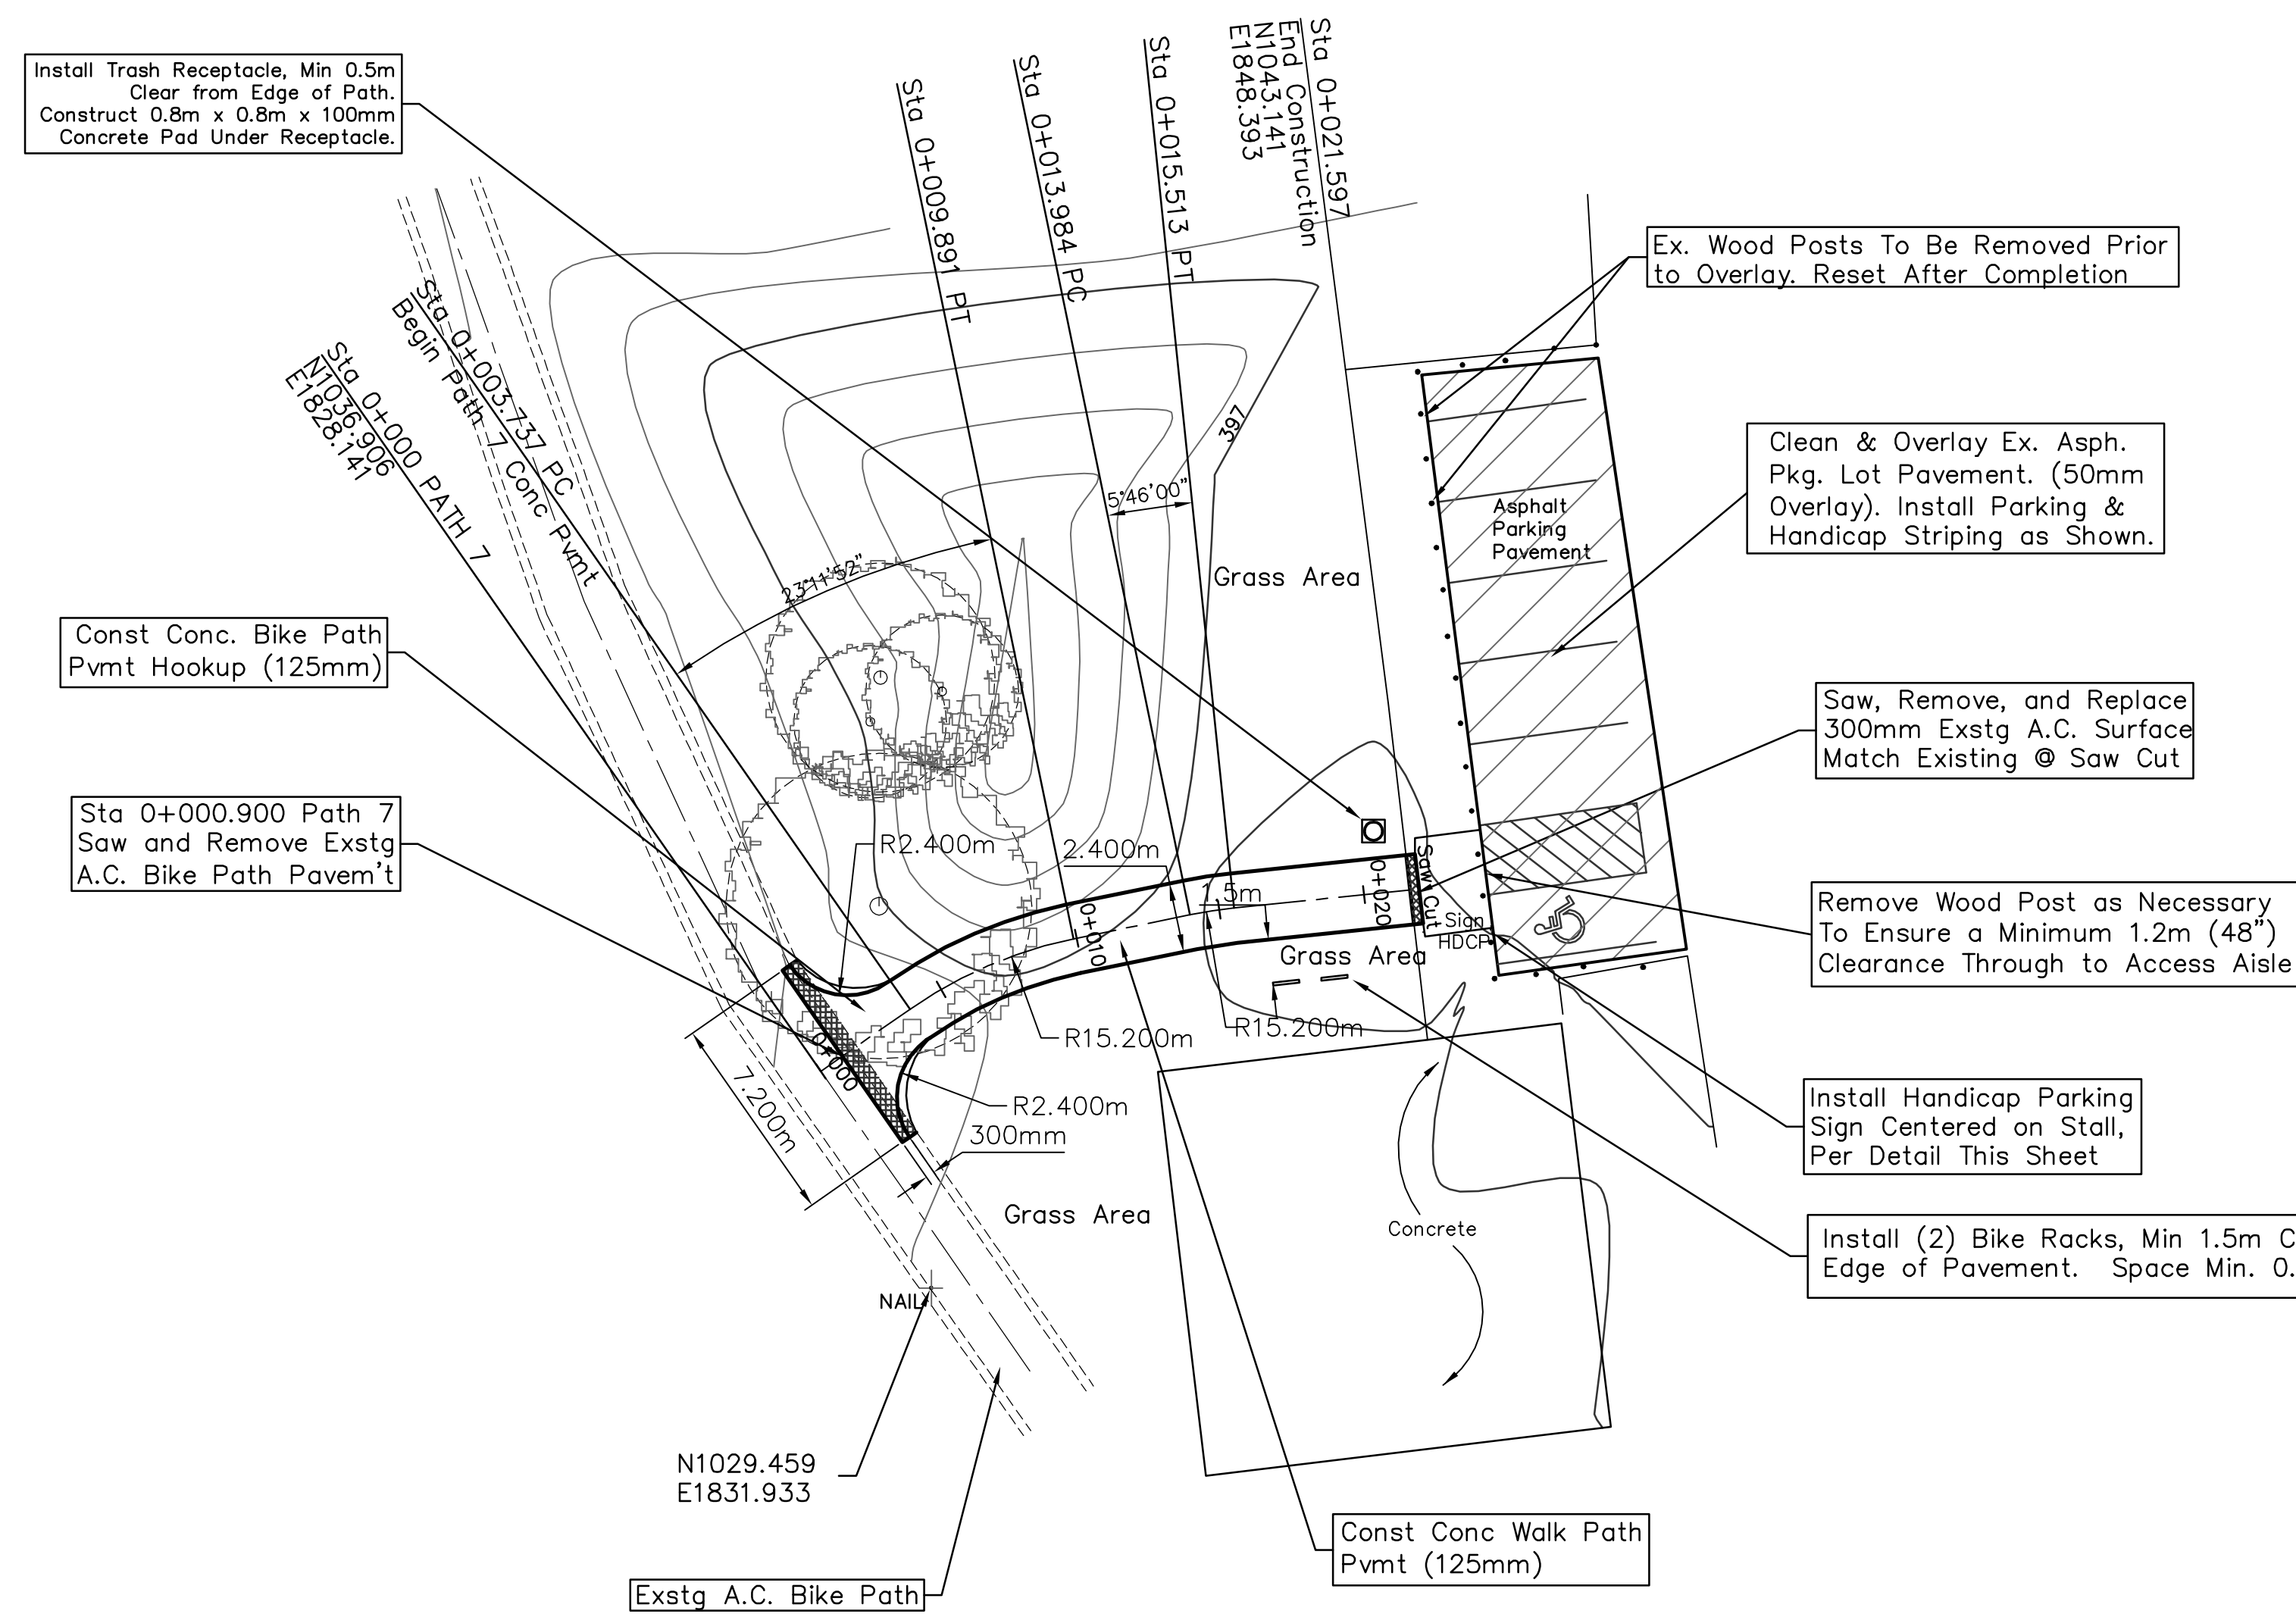 Install Trash Receptacle, Min 0.5m
Clear from Edge of Path.
Construct 0.8m x 0.8m x 100mm
Concrete Pad Under Receptacle.
Sta 0+009.891 PT
Sta 0+013.984 PC
Sta 0+015.513 PT
Sta 0+021.597
End Construction
N1043.141
E1848.393
Ex. Wood Posts To Be Removed Prior
to Overlay. Reset After Completion
Sta 0+003.737 PC
Begin Path 7 Conc Pvmt
Sta 0+000 PATH 7
N1036.906
E1828.141
397
5°46'00"
23°11'52"
Clean & Overlay Ex. Asph.
Pkg. Lot Pavement. (50mm
Overlay). Install Parking &
Handicap Striping as Shown.
Asphalt
Parking
Pavement
Grass Area
Const Conc. Bike Path
Pvmt Hookup (125mm)
Saw, Remove, and Replace
300mm Exstg A.C. Surface
Match Existing @ Saw Cut
Sta 0+000.900 Path 7
Saw and Remove Exstg
A.C. Bike Path Pavem't
R2.400m
2.400m
1.5m
0+010
0+020
Saw Cut
Sign
HDCP
Grass Area
Remove Wood Post as Necessary
To Ensure a Minimum 1.2m (48")
Clearance Through to Access Aisle
0+000
R15.200m
R15.200m
R2.400m
7.200m
300mm
Install Handicap Parking
Sign Centered on Stall,
Per Detail This Sheet
Grass Area
Concrete
Install (2) Bike Racks, Min 1.5m C
Edge of Pavement. Space Min. 0.
NAIL
N1029.459
E1831.933
Const Conc Walk Path
Pvmt (125mm)
Exstg A.C. Bike Path